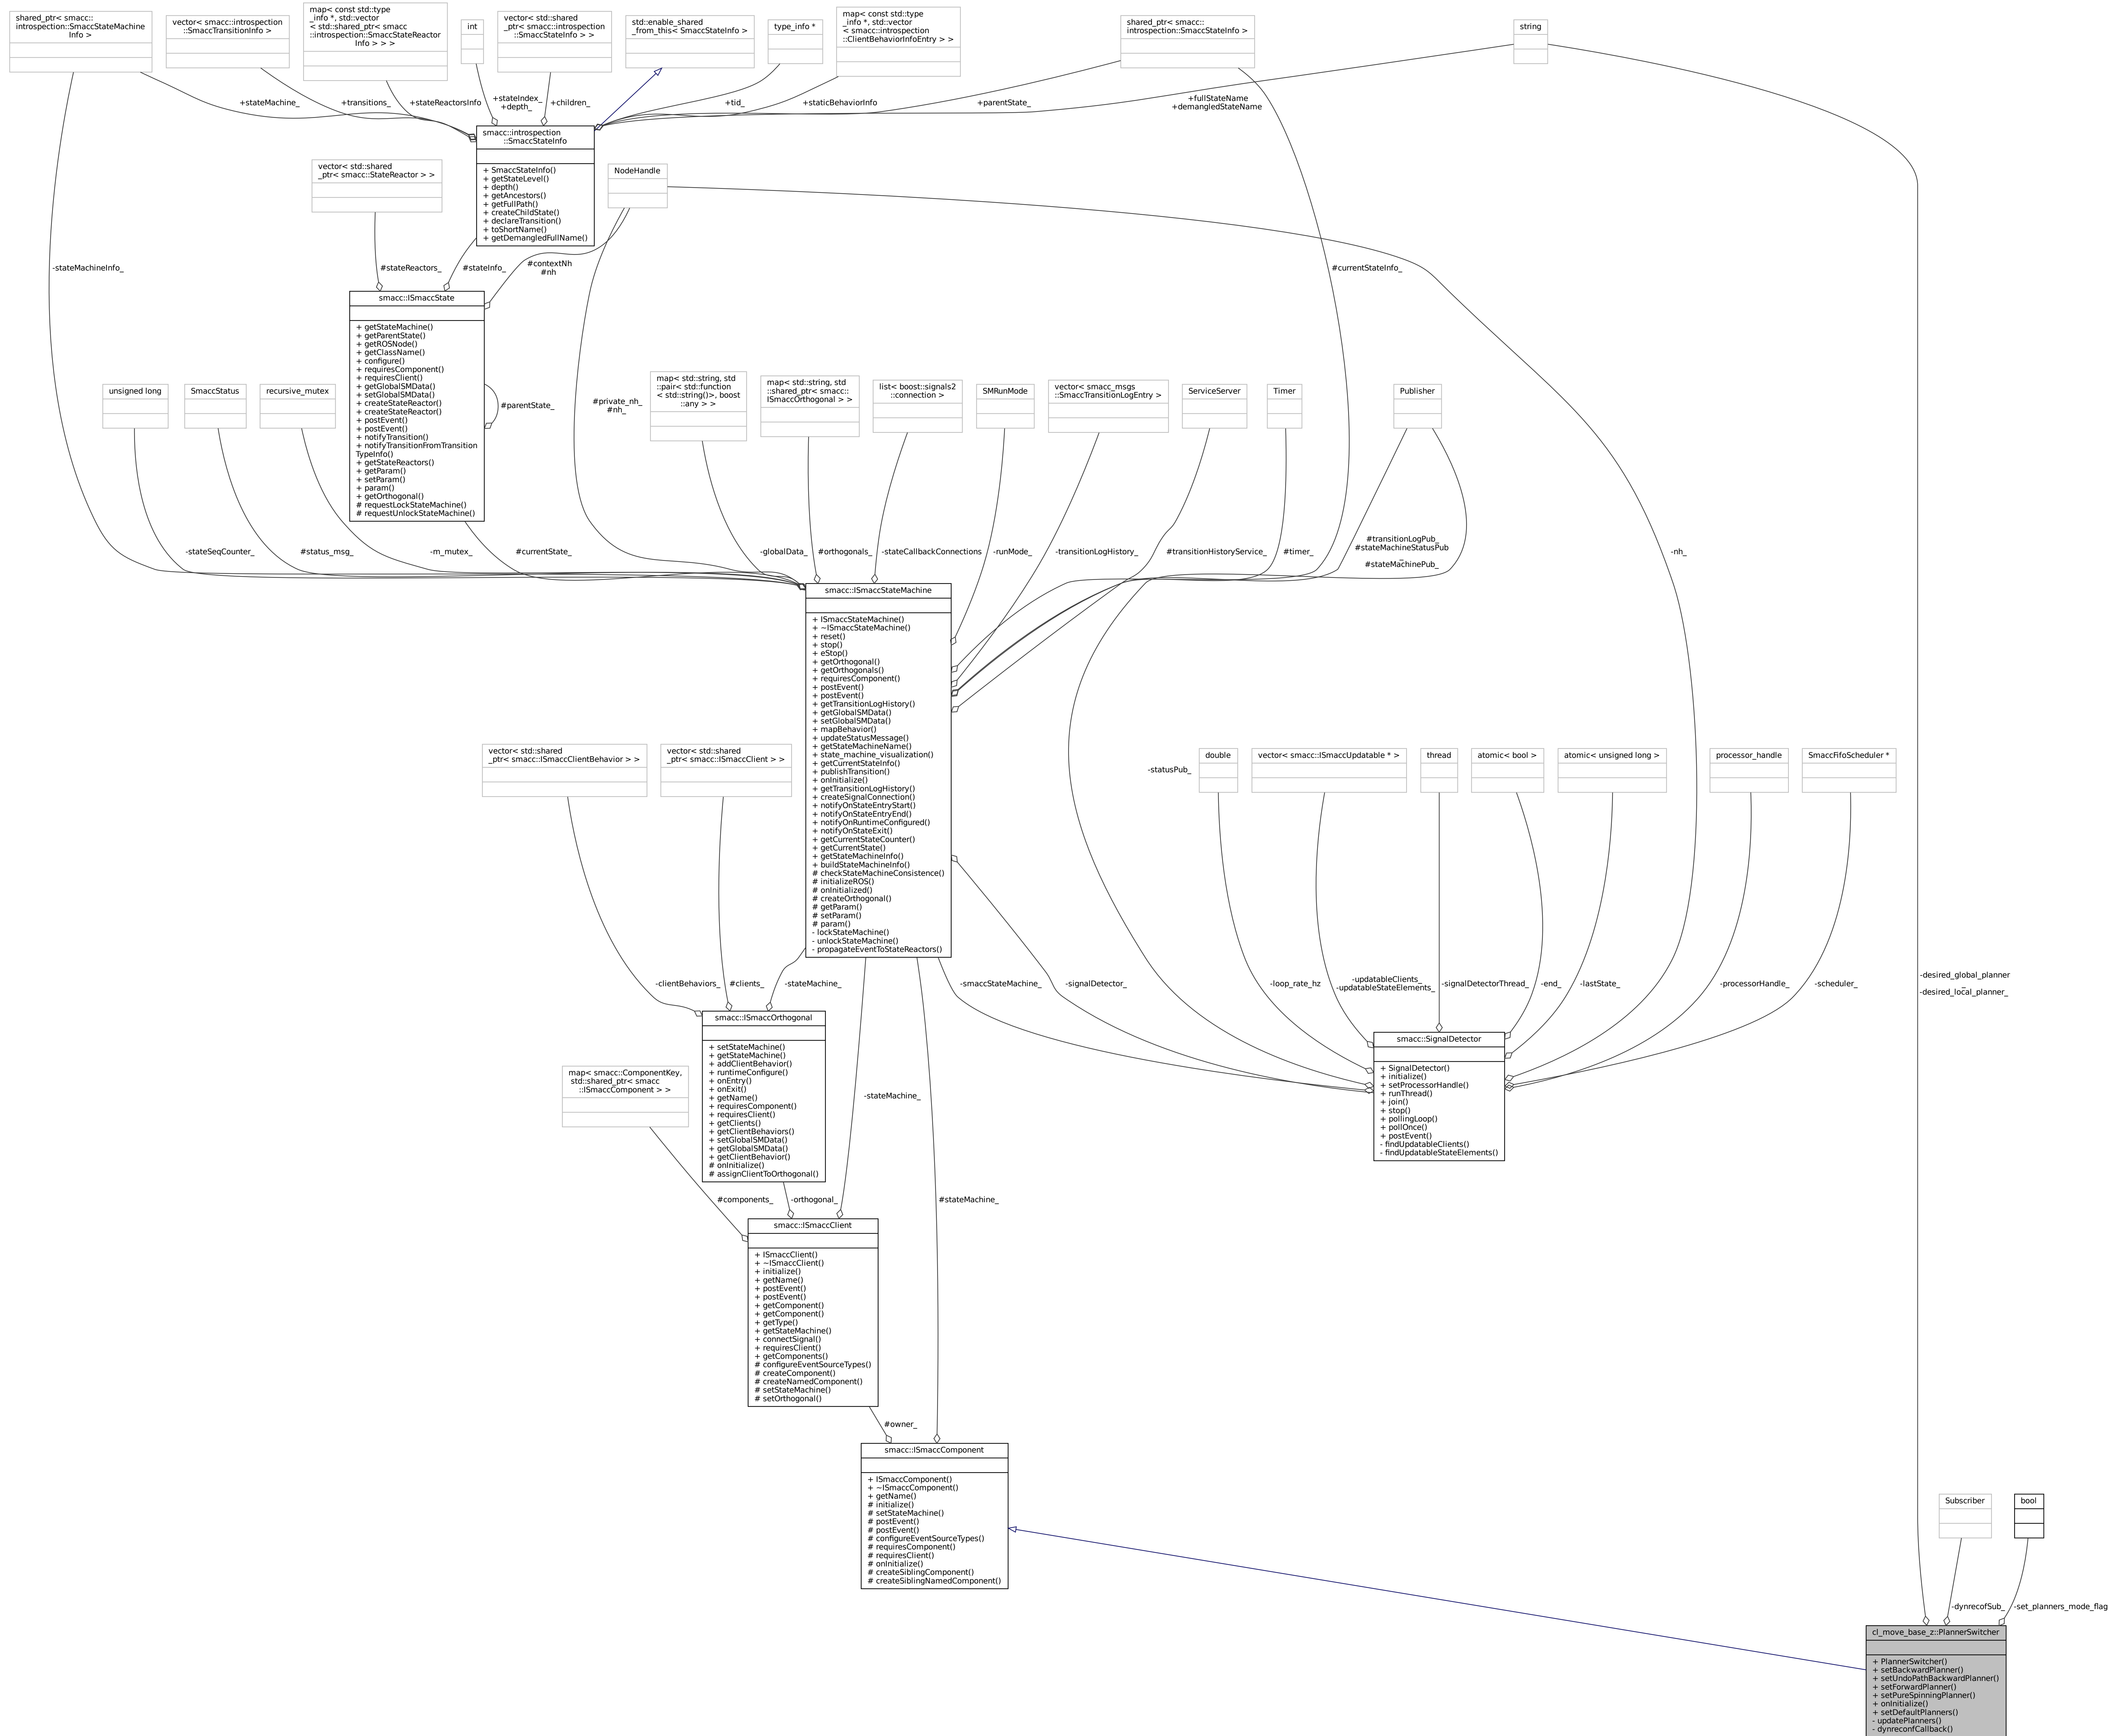 shared_ptr< smacc::
introspection::SmaccStateMachine
Info >
vector< smacc::introspection
::SmaccTransitionInfo >
map< const std::type
_info *, std::vector
< std::shared_ptr< smacc
::introspection::SmaccStateReactor
Info > > >
int
vector< std::shared
_ptr< smacc::introspection
::SmaccStateInfo > >
std::enable_shared
_from_this< SmaccStateInfo >
type_info *
map< const std::type
_info *, std::vector
< smacc::introspection
::ClientBehaviorInfoEntry > >
shared_ptr< smacc::
introspection::SmaccStateInfo >
string
+stateMachine_
+transitions_
+stateReactorsInfo
+stateIndex_
+depth_
+children_
+tid_
+staticBehaviorInfo
+parentState_
+fullStateName
+demangledStateName
smacc::introspection
::SmaccStateInfo
+ SmaccStateInfo()
+ getStateLevel()
+ depth()
+ getAncestors()
+ getFullPath()
+ createChildState()
+ declareTransition()
+ toShortName()
+ getDemangledFullName()
vector< std::shared
_ptr< smacc::StateReactor > >
NodeHandle
-stateMachineInfo_
#stateReactors_
#stateInfo_
#contextNh
#nh
#currentStateInfo_
smacc::ISmaccState
+ getStateMachine()
+ getParentState()
+ getROSNode()
+ getClassName()
+ configure()
+ requiresComponent()
+ requiresClient()
+ getGlobalSMData()
+ setGlobalSMData()
+ createStateReactor()
+ createStateReactor()
+ postEvent()
+ postEvent()
+ notifyTransition()
+ notifyTransitionFromTransition
TypeInfo()
+ getStateReactors()
+ getParam()
+ setParam()
+ param()
+ getOrthogonal()
# requestLockStateMachine()
# requestUnlockStateMachine()
#parentState_
unsigned long
SmaccStatus
recursive_mutex
#private_nh_
#nh_
map< std::string, std
::pair< std::function
< std::string()>, boost
::any > >
map< std::string, std
::shared_ptr< smacc::
ISmaccOrthogonal > >
list< boost::signals2
::connection >
SMRunMode
vector< smacc_msgs
::SmaccTransitionLogEntry >
ServiceServer
Timer
Publisher
-stateSeqCounter_
#status_msg_
-m_mutex_
#currentState_
-globalData_
#orthogonals_
-stateCallbackConnections
-runMode_
-transitionLogHistory_
#transitionHistoryService_
#timer_
#transitionLogPub_
#stateMachineStatusPub
_
#stateMachinePub_
-nh_
smacc::ISmaccStateMachine
+ ISmaccStateMachine()
+ ~ISmaccStateMachine()
+ reset()
+ stop()
+ eStop()
+ getOrthogonal()
+ getOrthogonals()
+ requiresComponent()
+ postEvent()
+ postEvent()
+ getTransitionLogHistory()
+ getGlobalSMData()
+ setGlobalSMData()
+ mapBehavior()
+ updateStatusMessage()
+ getStateMachineName()
+ state_machine_visualization()
+ getCurrentStateInfo()
+ publishTransition()
+ onInitialize()
+ getTransitionLogHistory()
+ createSignalConnection()
+ notifyOnStateEntryStart()
+ notifyOnStateEntryEnd()
+ notifyOnRuntimeConfigured()
+ notifyOnStateExit()
+ getCurrentStateCounter()
+ getCurrentState()
+ getStateMachineInfo()
+ buildStateMachineInfo()
# checkStateMachineConsistence()
# initializeROS()
# onInitialized()
# createOrthogonal()
# getParam()
# setParam()
# param()
- lockStateMachine()
- unlockStateMachine()
- propagateEventToStateReactors()
vector< std::shared
_ptr< smacc::ISmaccClientBehavior > >
vector< std::shared
_ptr< smacc::ISmaccClient > >
-statusPub_
double
vector< smacc::ISmaccUpdatable * >
thread
atomic< bool >
atomic< unsigned long >
processor_handle
SmaccFifoScheduler *
-clientBehaviors_
#clients_
-stateMachine_
-smaccStateMachine_
-signalDetector_
-loop_rate_hz
-updatableClients_
-updatableStateElements_
-signalDetectorThread_
-end_
-lastState_
-processorHandle_
-scheduler_
-desired_global_planner
_
-desired_local_planner_
smacc::ISmaccOrthogonal
+ setStateMachine()
+ getStateMachine()
+ addClientBehavior()
+ runtimeConfigure()
+ onEntry()
+ onExit()
+ getName()
+ requiresComponent()
+ requiresClient()
+ getClients()
+ getClientBehaviors()
+ setGlobalSMData()
+ getGlobalSMData()
+ getClientBehavior()
# onInitialize()
# assignClientToOrthogonal()
smacc::SignalDetector
+ SignalDetector()
+ initialize()
+ setProcessorHandle()
+ runThread()
+ join()
+ stop()
+ pollingLoop()
+ pollOnce()
+ postEvent()
- findUpdatableClients()
- findUpdatableStateElements()
map< smacc::ComponentKey,
std::shared_ptr< smacc
::ISmaccComponent > >
-stateMachine_
#components_
-orthogonal_
#stateMachine_
smacc::ISmaccClient
+ ISmaccClient()
+ ~ISmaccClient()
+ initialize()
+ getName()
+ postEvent()
+ postEvent()
+ getComponent()
+ getComponent()
+ getType()
+ getStateMachine()
+ connectSignal()
+ requiresClient()
+ getComponents()
# configureEventSourceTypes()
# createComponent()
# createNamedComponent()
# setStateMachine()
# setOrthogonal()
#owner_
smacc::ISmaccComponent
+ ISmaccComponent()
+ ~ISmaccComponent()
+ getName()
# initialize()
# setStateMachine()
# postEvent()
# postEvent()
# configureEventSourceTypes()
# requiresComponent()
# requiresClient()
# onInitialize()
# createSiblingComponent()
# createSiblingNamedComponent()
Subscriber
bool
-dynrecofSub_
-set_planners_mode_flag
cl_move_base_z::PlannerSwitcher
+ PlannerSwitcher()
+ setBackwardPlanner()
+ setUndoPathBackwardPlanner()
+ setForwardPlanner()
+ setPureSpinningPlanner()
+ onInitialize()
+ setDefaultPlanners()
- updatePlanners()
- dynreconfCallback()